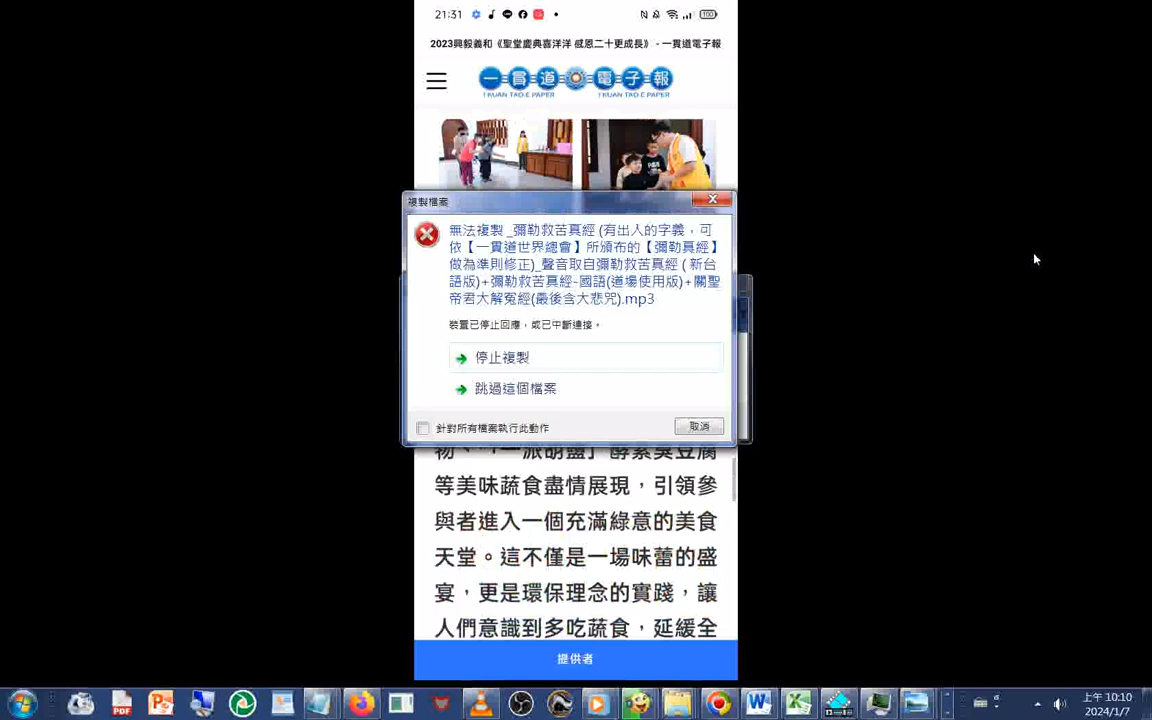 21:31
100
2023興毅義和《聖堂慶典喜洋洋 感恩二十更成長》 - 一貫道電子報
一貫道電子報
I KUAN TAO E PAPER I KUAN TAO E PAPER
複製檔案
無法複製 _彌勒救苦真經 (有出人的字義，可
依【一貫道世界總會】所頒布的【彌勒真經】
做為準則修正)_聲音取自彌勒救苦真經 ( 新台
語版)+彌勒救苦真經~國語(道場使用版)+關聖
帝君大解冤經(最後含大悲咒).mp3
裝置已停止回應，或已中斷連接。
停止複製
跳過這個檔案
針對所有檔案執行此動作
取消
等美味蔬食盡情展現，引領參
與者進入一個充滿綠意的美食
天堂。這不僅是一場味蕾的盛
宴，更是環保理念的實踐，讓
人們意識到多吃蔬食，延緩全
提供者
上午 10:10
2024/1/7